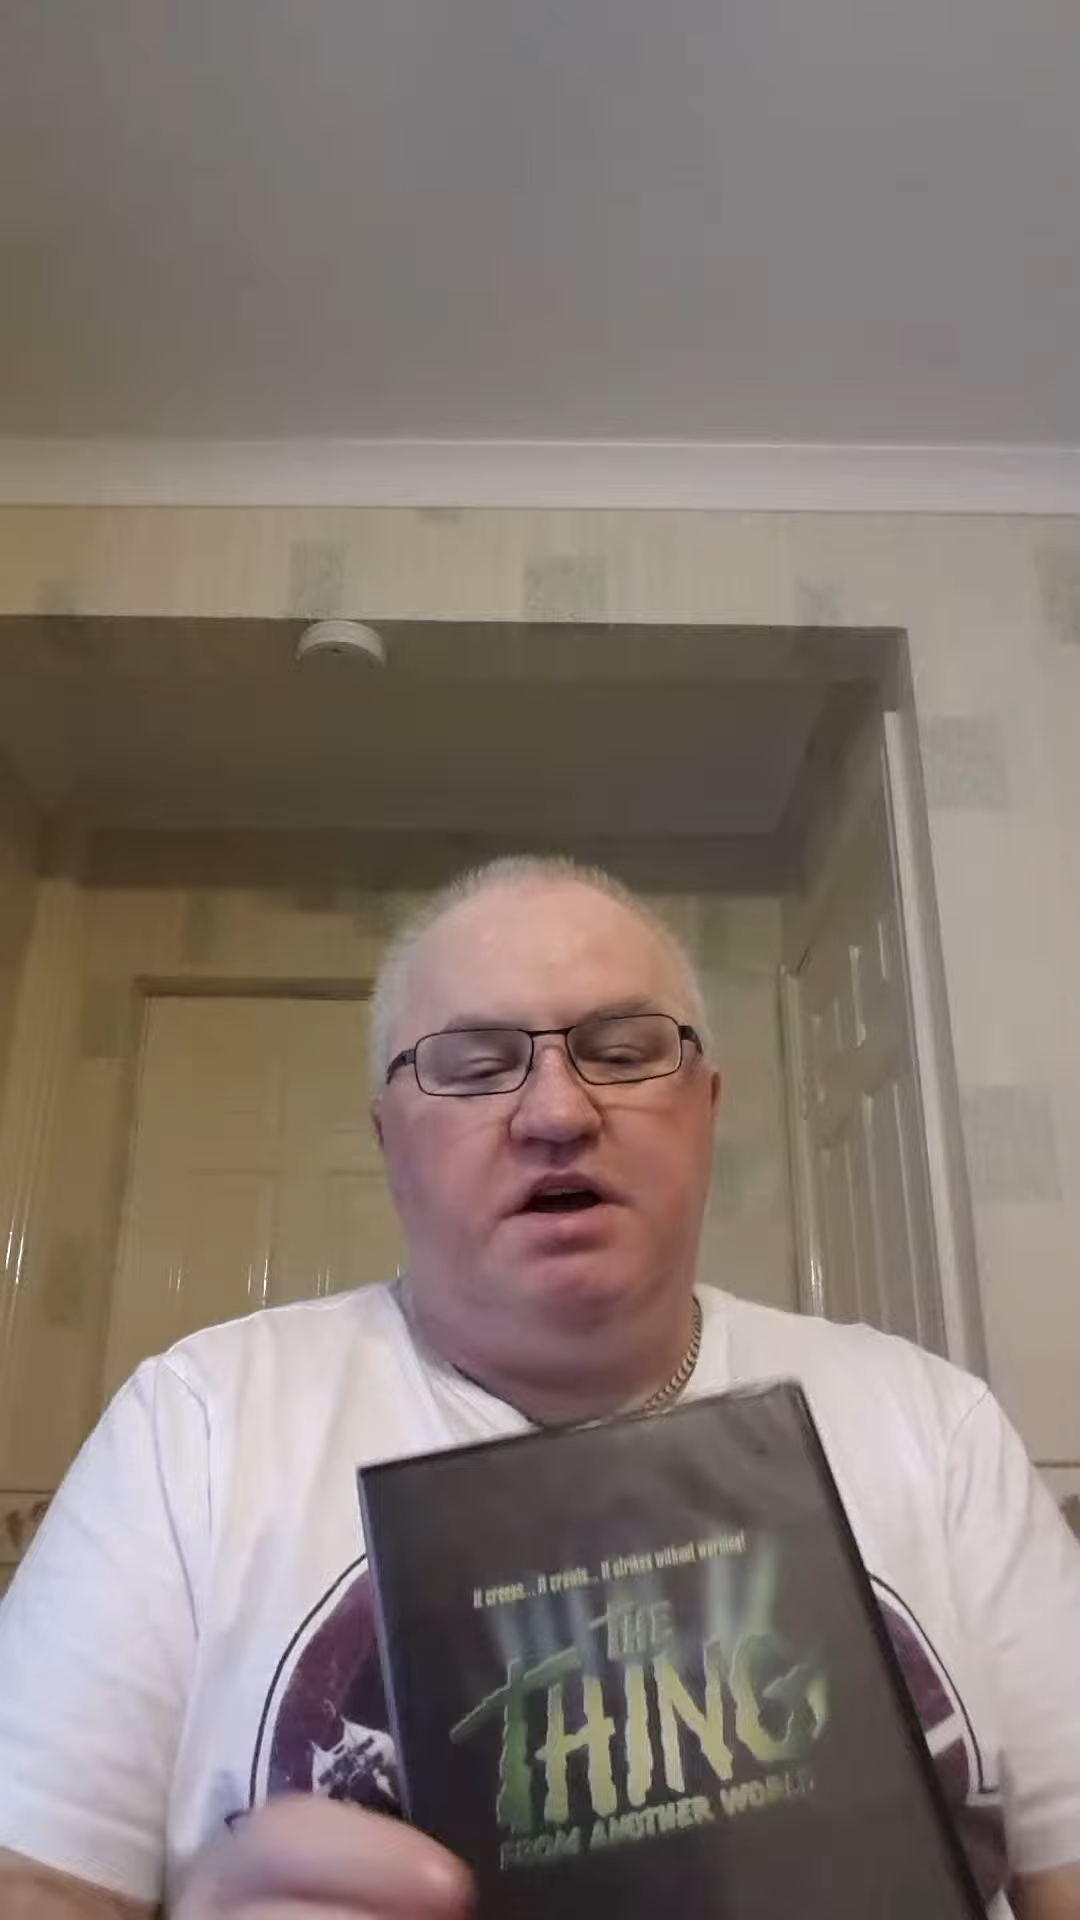 It creeps... It crawls... It strikes without warning!
THE
THING
FROM ANOTHER WORLD